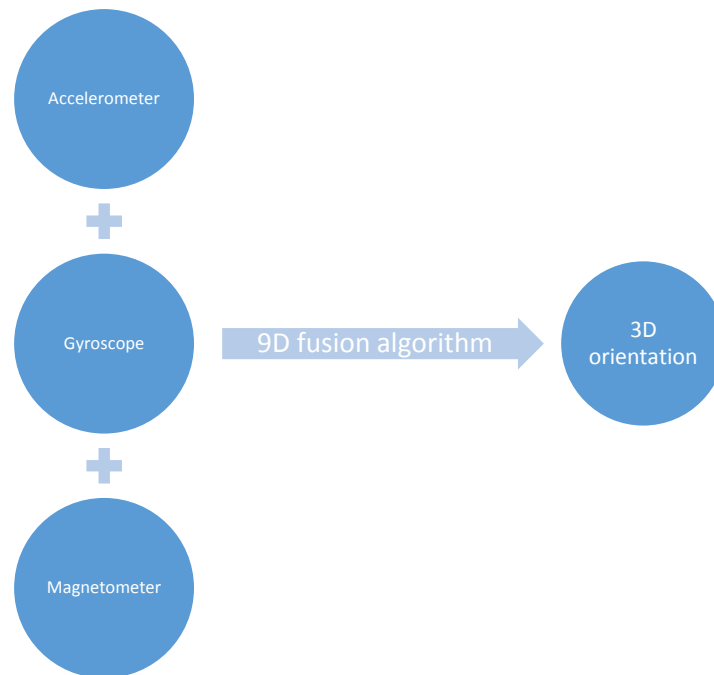 Accelerometer
Gyroscope
9D fusion algorithm
3D
orientation
Magnetometer